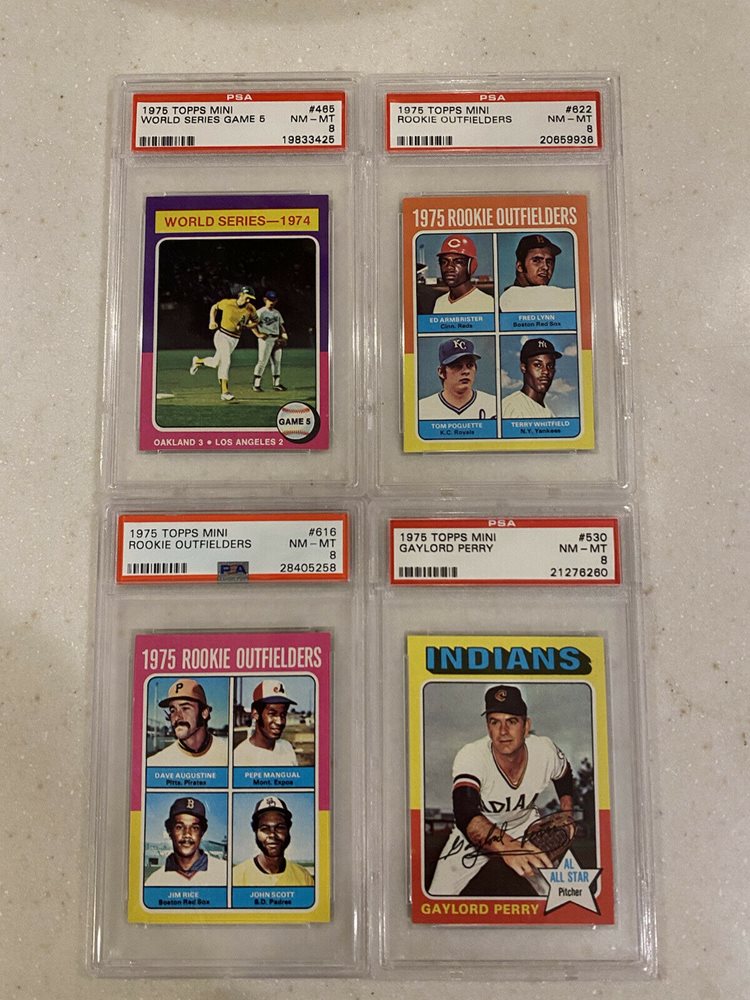 PSA
1975 TOPPS MINI #465
WORLD SERIES GAME 5 NM-MT
8
19833425
WORLD SERIES—1974
GAME 5
OAKLAND 3 • LOS ANGELES 2
PSA
1975 TOPPS MINI #622
ROOKIE OUTFIELDERS NM-MT
8
20659936
1975 ROOKIE OUTFIELDERS
ED ARMBRISTER FRED LYNN
Cinn. Reds Boston Red Sox
TOM POQUETTE TERRY WHITFIELD
K.C. Royals N.Y. Yankees
1975 TOPPS MINI #616
ROOKIE OUTFIELDERS NM-MT
8
PSA 28405258
1975 ROOKIE OUTFIELDERS
DAVE AUGUSTINE PEPE MANGUAL
Pitts. Pirates Mont. Expos
JIM RICE JOHN SCOTT
Boston Red Sox S.D. Padres
PSA
1975 TOPPS MINI #530
GAYLORD PERRY NM-MT
8
21276260
INDIANS
INDIA
Gaylord Perry
AL
ALL STAR
Pitcher
GAYLORD PERRY